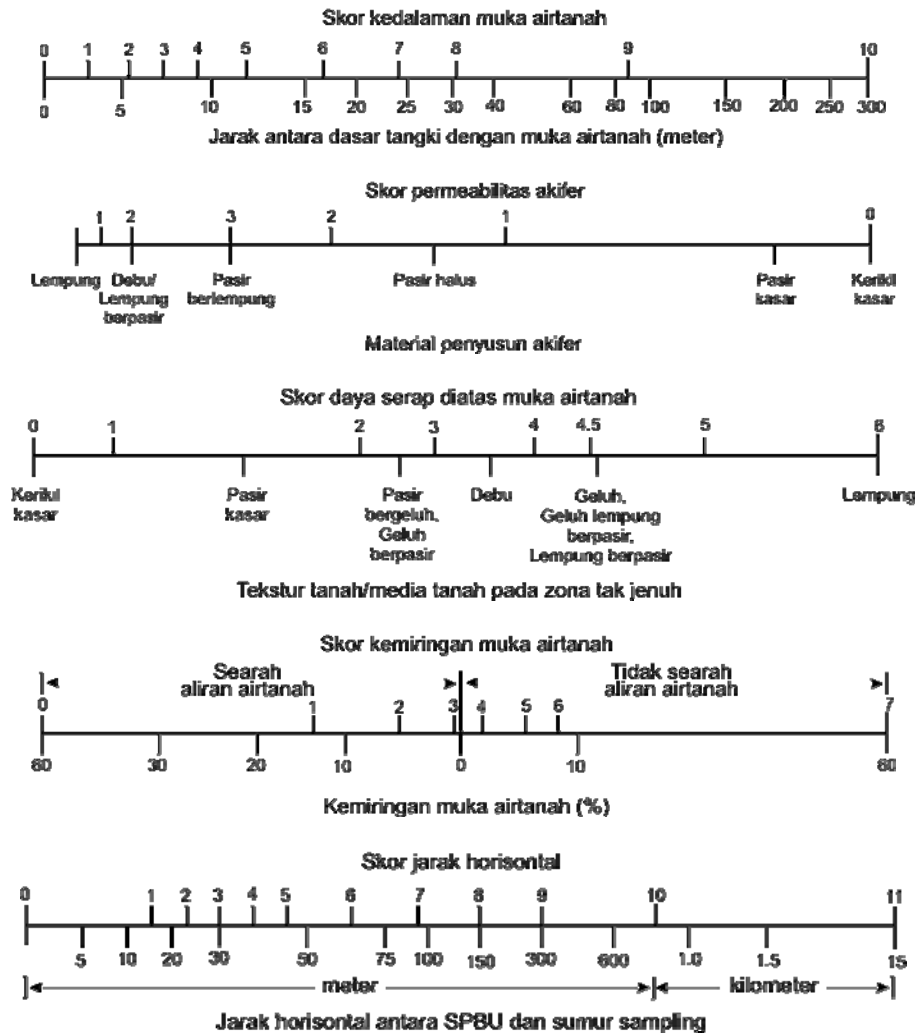 Skor kedalaman muka airtanah
0 1 2 3 4 5 6 7 8 9 10
0 5 10 15 20 25 30 40 60 80 100 150 200 250 300
Jarak antara dasar tangki dengan muka airtanah (meter)
Skor permeabilitas akifer
1 2 3 2 1 0
Lempung Debu/ Pasir Pasir halus Pasir Kerikil
Lempung berlempung kasar kasar
berpasir
Material penyusun akifer
Skor daya serap diatas muka airtanah
0 1 2 3 4 4.5 5 6
Kerikil Pasir Pasir Debu Geluh, Lempung
kasar kasar bergeluh, Geluh lempung
Geluh berpasir,
berpasir Lempung berpasir
Tekstur tanah/media tanah pada zona tak jenuh
Skor kemiringan muka airtanah
Searah Tidak searah
aliran airtanah aliran airtanah
0 1 2 3 4 5 6 7
60 30 20 10 0 10 60
Kemiringan muka airtanah (%)
Skor jarak horisontal
0 1 2 3 4 5 6 7 8 9 10 11
5 10 20 30 50 75 100 150 300 600 1.0 1.5 15
meter kilometer
Jarak horisontal antara SPBU dan sumur sampling